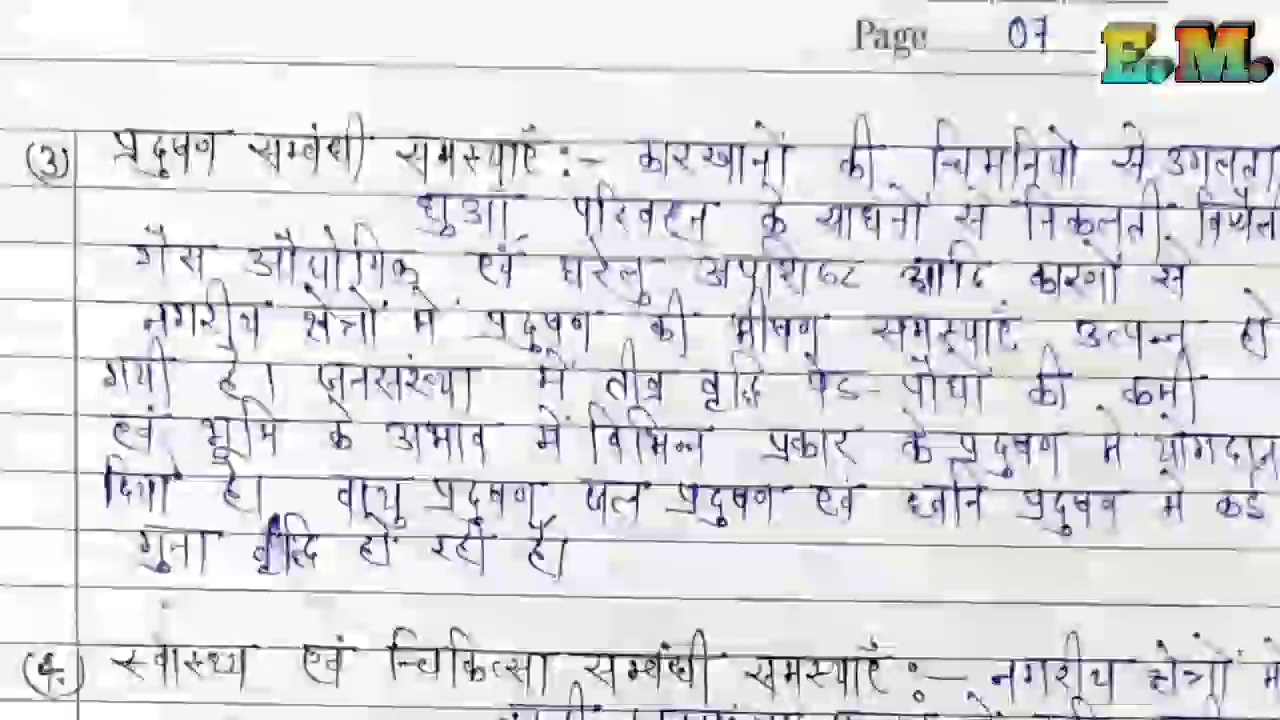 Page 07
E.M.
(3) प्रदुषण सम्बंधी समस्याएँ :- कारखानों की चिमनियों से उगलता
धुआँ परिवहन के साधनों से निकलती विषैली
गैस औद्योगिक एवं घरेलु अपशिष्ट आदि कारणों से
नगरीय क्षेत्रों मे प्रदुषण की भीषण समस्याएं उत्पन्न हो
गयी है। जनसंख्या में तीव्र वृद्धि पेड-पौधों की कमी
एवं भूमि के अभाव में विभिन्न प्रकार के प्रदुषण मे योगदान
दिया है। वायु प्रदुषण जल प्रदुषण एवं ध्वनि प्रदुषण मे कई
गुना वृद्धि हो रही है।
(4.) स्वास्थ्य एवं चिकित्सा सम्बंधी समस्याएँ :- नगरीय क्षेत्रों मे